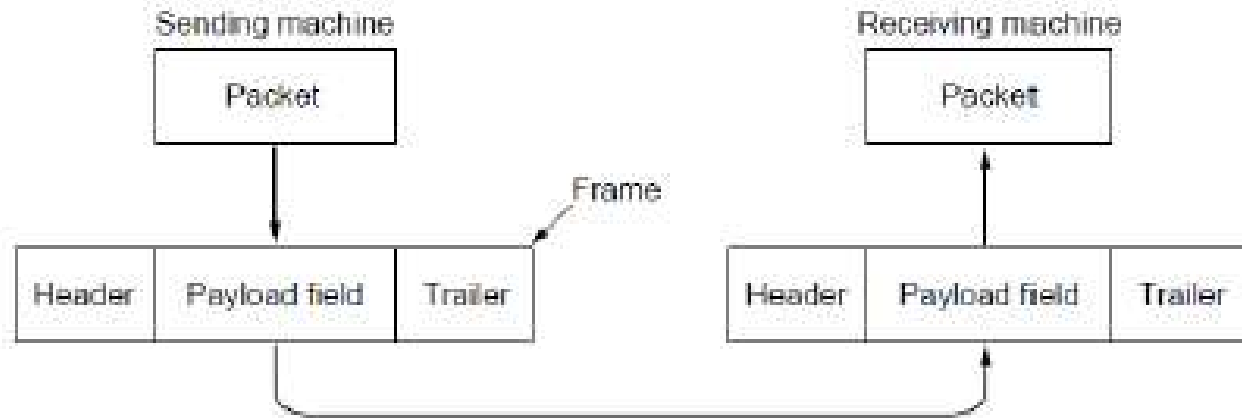 Sending machine
Receiving machine
Packet
Packet
Frame
Header
Payload field
Trailer
Header
Payload field
Trailer